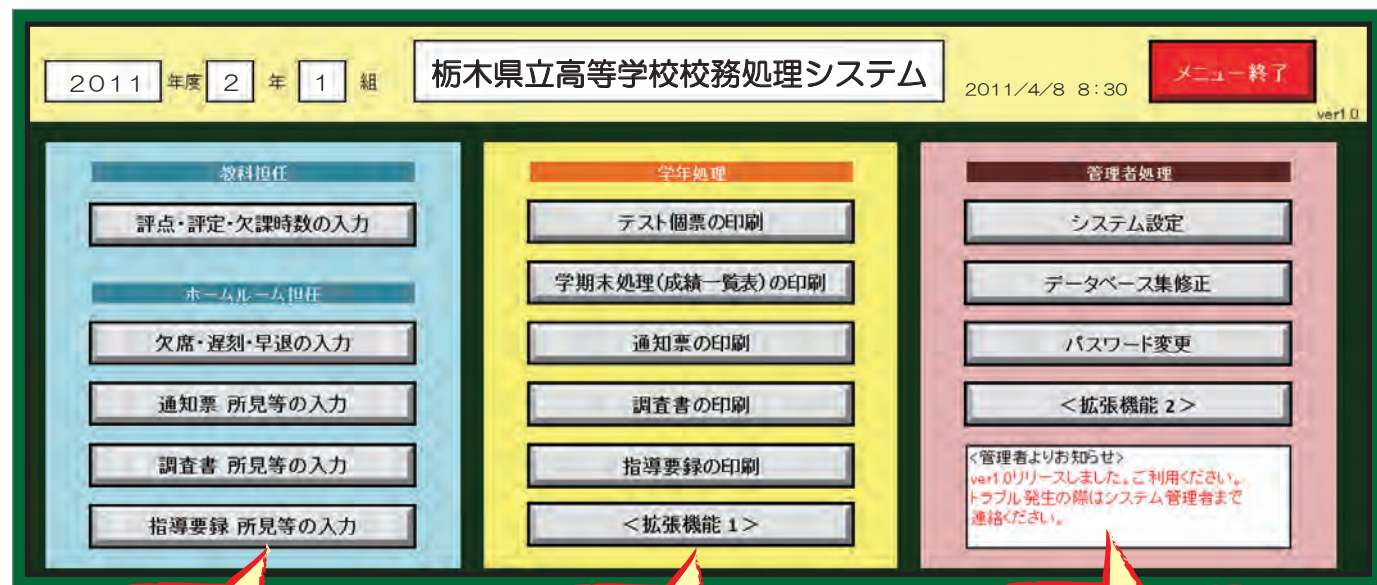 2011 年度 2 年 1 組
栃木県立高等学校校務処理システム
2011/4/8 8:30
メニュー終了
ver1.0
教科担任
評点・評定・欠課時数の入力
ホームルーム担任
欠席・遅刻・早退の入力
通知票 所見等の入力
調査書 所見等の入力
指導要録 所見等の入力
学年処理
テスト個票の印刷
学期末処理(成績一覧表)の印刷
通知票の印刷
調査書の印刷
指導要録の印刷
<拡張機能 1>
管理者処理
システム設定
データベース集修正
パスワード変更
<拡張機能 2>
<管理者よりお知らせ>
ver1.0リリースしました。ご利用ください。
トラブル発生の際はシステム管理者まで
連絡ください。